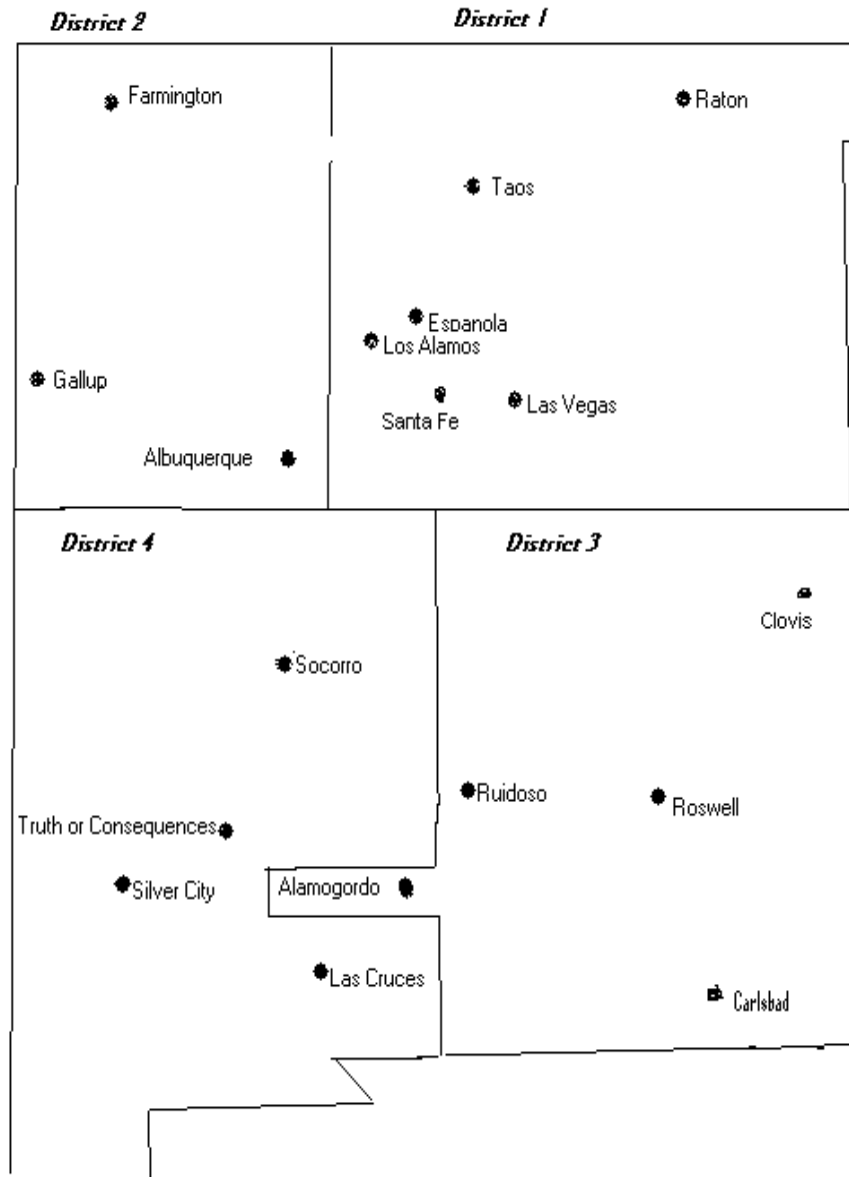 District 2
District 1
Farmington
Raton
Taos
Espanola
Los Alamos
Gallup
Las Vegas
Santa Fe
Albuquerque
District 4
District 3
Clovis
Socorro
Ruidoso
Roswell
Truth or Consequences
Silver City
Alamogordo
Las Cruces
Carlsbad